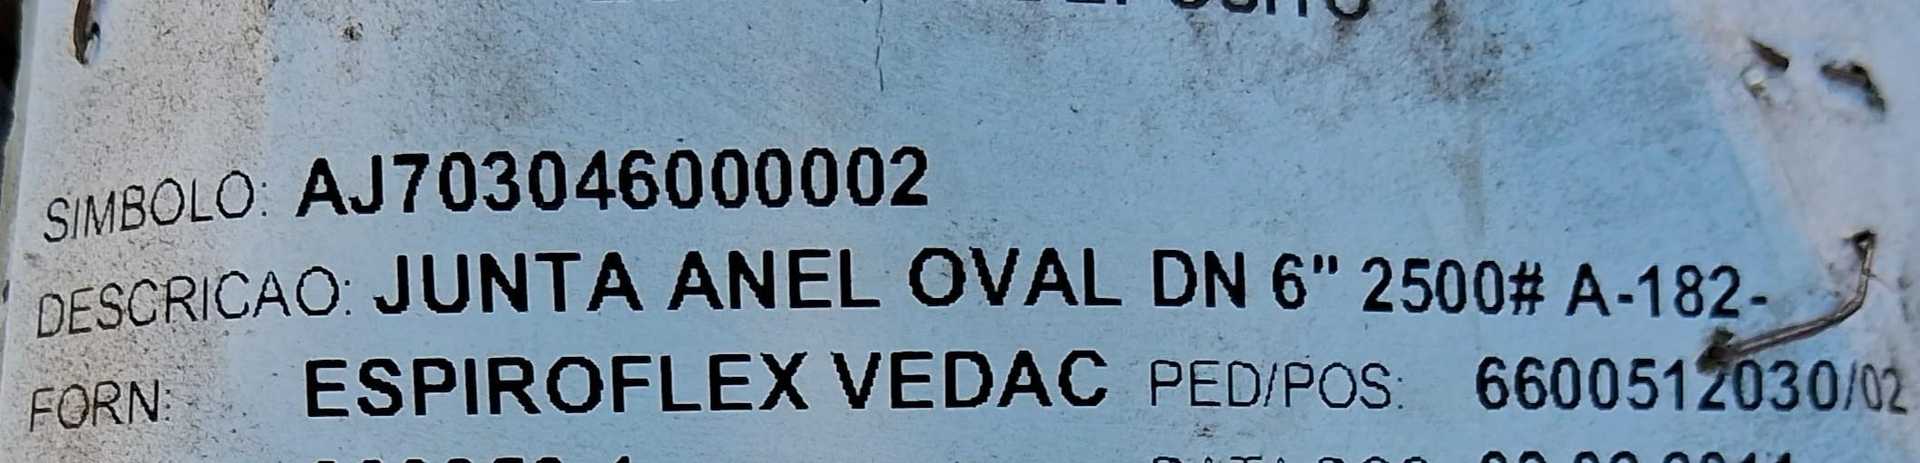 SIMBOLO: AJ703046000002
DESCRICAO: JUNTA ANEL OVAL DN 6" 2500# A-182-
FORN: ESPIROFLEX VEDAC PED/POS: 6600512030/02